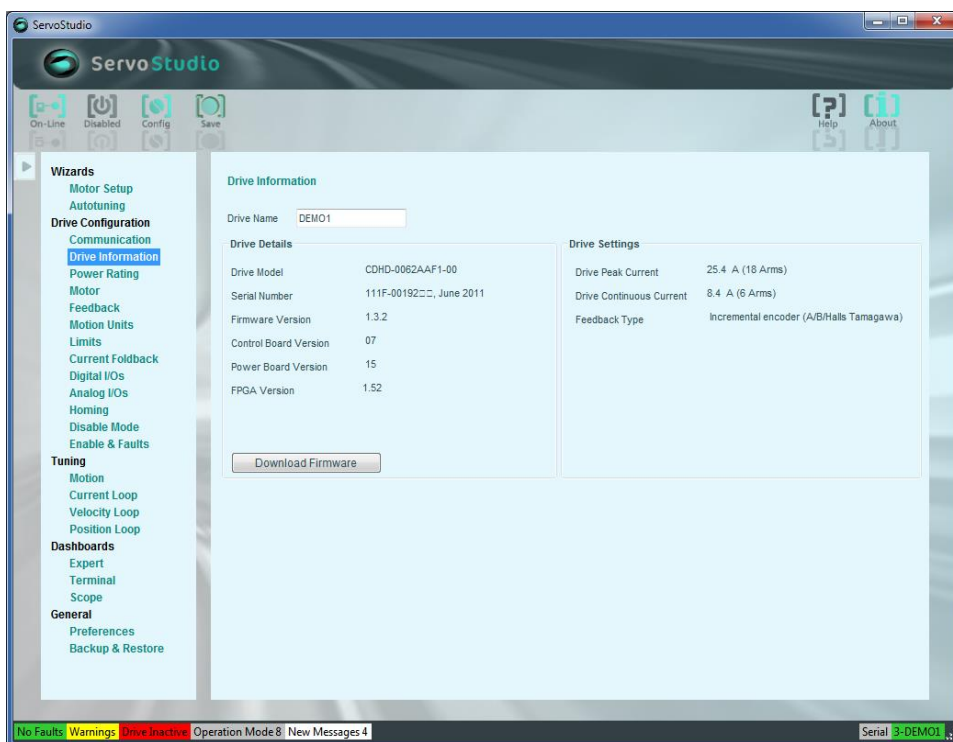 ServoStudio
ServoStudio
On-Line Disabled Config Save Help About
Wizards
Motor Setup
Autotuning
Drive Configuration
Communication
Drive Information
Power Rating
Motor
Feedback
Motion Units
Limits
Current Foldback
Digital I/Os
Analog I/Os
Homing
Disable Mode
Enable & Faults
Tuning
Motion
Current Loop
Velocity Loop
Position Loop
Dashboards
Expert
Terminal
Scope
General
Preferences
Backup & Restore
Drive Information
Drive Name DEMO1
Drive Details
Drive Model CDHD-0062AAF1-00
Serial Number 111F-00192□□, June 2011
Firmware Version 1.3.2
Control Board Version 07
Power Board Version 15
FPGA Version 1.52
Download Firmware
Drive Settings
Drive Peak Current 25.4 A (18 Arms)
Drive Continuous Current 8.4 A (6 Arms)
Feedback Type Incremental encoder (A/B/Halls Tamagawa)
No Faults Warnings Drive Inactive Operation Mode 8 New Messages 4 Serial 3-DEMO1